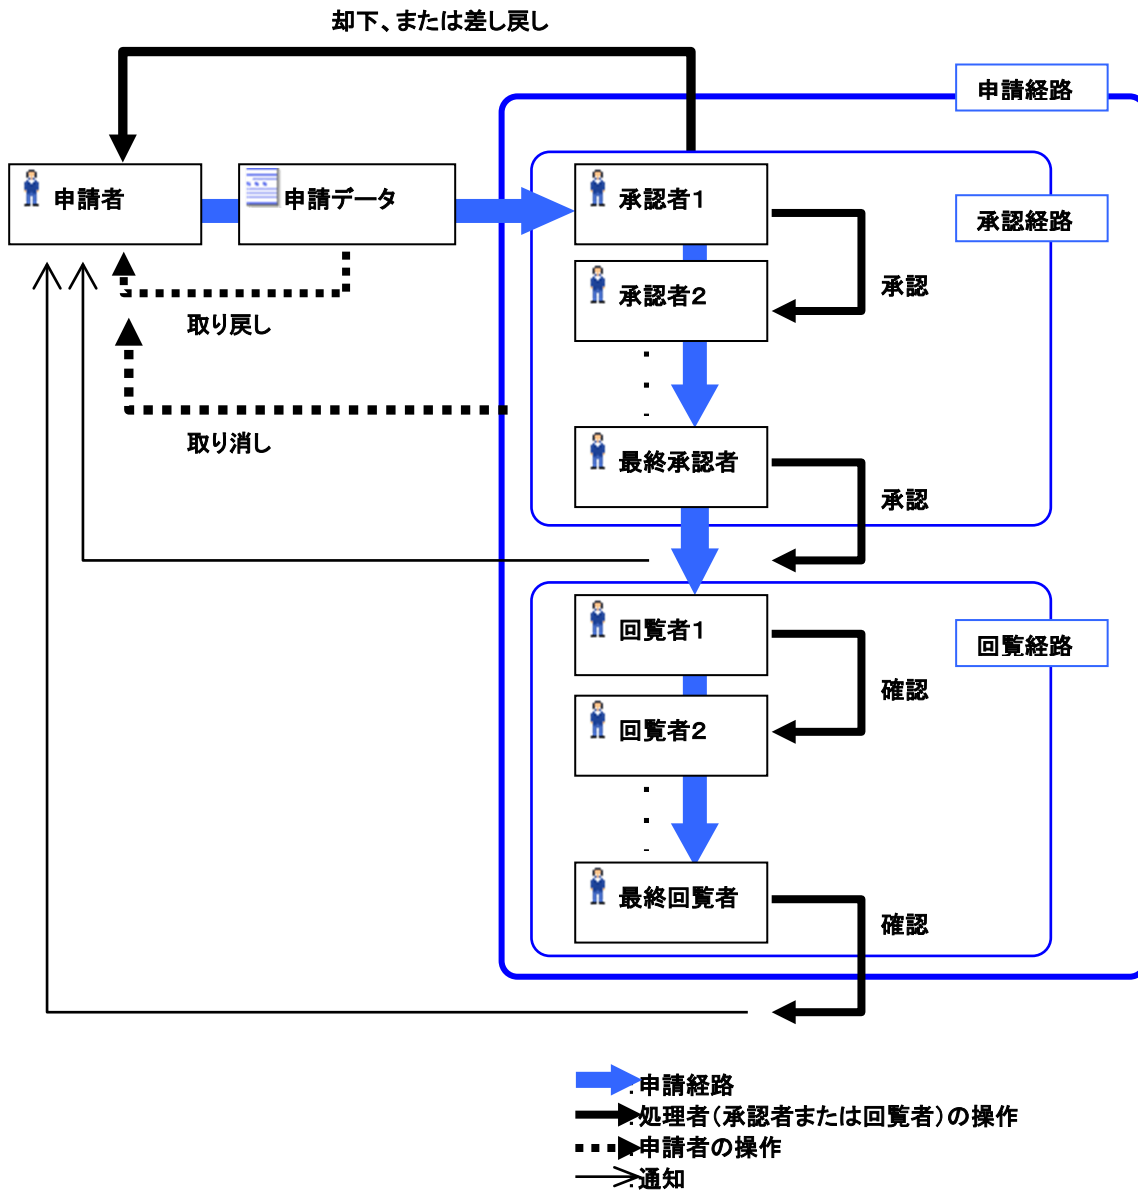 却下、または差し戻し
申請経路
申請者
申請データ
承認者1
承認経路
承認
承認者2
取り戻し
取り消し
最終承認者
承認
回覧者1
回覧経路
確認
回覧者2
最終回覧者
確認
:申請経路
:処理者(承認者または回覧者)の操作
:申請者の操作
:通知